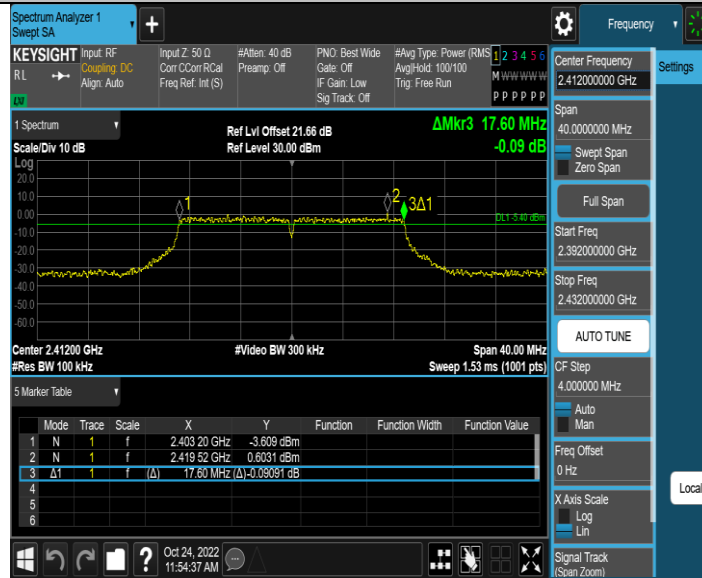 Spectrum Analyzer 1
Swept SA
Frequency
KEYSIGHT
RL
LXI
Input: RF
Coupling: DC
Align: Auto
Input Z: 50 Ω
Corr CCorr RCal
Freq Ref: Int (S)
#Atten: 40 dB
Preamp: Off
PNO: Best Wide
Gate: Off
IF Gain: Low
Sig Track: Off
#Avg Type: Power (RMS
Avg|Hold: 100/100
Trig: Free Run
1 2 3 4 5 6
M W W W W W
P P P P P P
1 Spectrum
Scale/Div 10 dB
Ref Lvl Offset 21.66 dB
Ref Level 30.00 dBm
ΔMkr3 17.60 MHz
-0.09 dB
Log
20.0
10.0
0.00
-10.0
-20.0
-30.0
-40.0
-50.0
-60.0
1
2
3Δ1
DL1 -5.40 dBm
Center 2.41200 GHz
#Res BW 100 kHz
#Video BW 300 kHz
Span 40.00 MHz
Sweep 1.53 ms (1001 pts)
5 Marker Table
Mode Trace Scale X Y Function Function Width Function Value
1 N 1 f 2.403 20 GHz -3.609 dBm
2 N 1 f 2.419 52 GHz 0.6031 dBm
3 Δ1 1 f (Δ) 17.60 MHz (Δ)-0.09091 dB
4
5
6
Oct 24, 2022
11:54:37 AM
Center Frequency
2.412000000 GHz
Span
40.0000000 MHz
Swept Span
Zero Span
Full Span
Start Freq
2.392000000 GHz
Stop Freq
2.432000000 GHz
AUTO TUNE
CF Step
4.000000 MHz
Auto
Man
Freq Offset
0 Hz
X Axis Scale
Log
Lin
Signal Track
(Span Zoom)
Settings
Local